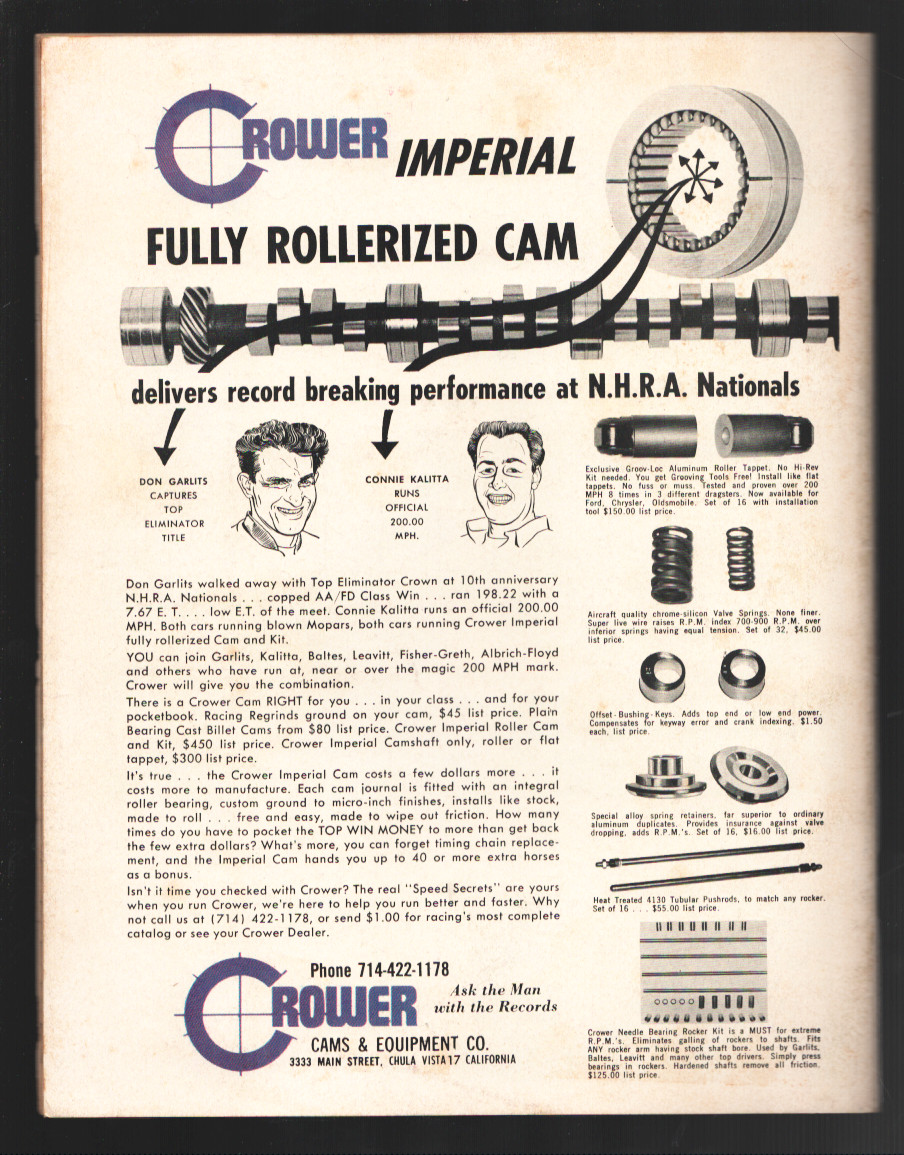 CROWER IMPERIAL
FULLY ROLLERIZED CAM
delivers record breaking performance at N.H.R.A. Nationals
DON GARLITS
CAPTURES
TOP
ELIMINATOR
TITLE
CONNIE KALITTA
RUNS
OFFICIAL
200.00
MPH.
Don Garlits walked away with Top Eliminator Crown at 10th anniversary
N.H.R.A. Nationals . . . copped AA/FD Class Win . . . ran 198.22 with a
7.67 E. T. . . . low E.T. of the meet. Connie Kalitta runs an official 200.00
MPH. Both cars running blown Mopars, both cars running Crower Imperial
fully rollerized Cam and Kit.
YOU can join Garlits, Kalitta, Baltes, Leavitt, Fisher-Greth, Albrich-Floyd
and others who have run at, near or over the magic 200 MPH mark.
Crower will give you the combination.
There is a Crower Cam RIGHT for you . . . in your class . . . and for your
pocketbook. Racing Regrinds ground on your cam, $45 list price. Plain
Bearing Cast Billet Cams from $80 list price. Crower Imperial Roller Cam
and Kit, $450 list price. Crower Imperial Camshaft only, roller or flat
tappet, $300 list price.
It's true . . . the Crower Imperial Cam costs a few dollars more . . . it
costs more to manufacture. Each cam journal is fitted with an integral
roller bearing, custom ground to micro-inch finishes, installs like stock,
made to roll . . . free and easy, made to wipe out friction. How many
times do you have to pocket the TOP WIN MONEY to more than get back
the few extra dollars? What's more, you can forget timing chain replace-
ment, and the Imperial Cam hands you up to 40 or more extra horses
as a bonus.
Isn't it time you checked with Crower? The real "Speed Secrets" are yours
when you run Crower, we're here to help you run better and faster. Why
not call us at (714) 422-1178, or send $1.00 for racing's most complete
catalog or see your Crower Dealer.
Phone 714-422-1178
CROWER
Ask the Man
with the Records
CAMS & EQUIPMENT CO.
3333 MAIN STREET, CHULA VISTA 17 CALIFORNIA
Exclusive Groov-Loc Aluminum Roller Tappet. No Hi-Rev
Kit needed. You get Grooving Tools Free! Install like flat
tappets. No fuss or muss. Tested and proven over 200
MPH 8 times in 3 different dragsters. Now available for
Ford, Chrysler, Oldsmobile. Set of 16 with installation
tool $150.00 list price.
Aircraft quality chrome-silicon Valve Springs. None finer.
Super live wire raises R.P.M. index 700-900 R.P.M. over
inferior springs having equal tension. Set of 32, $45.00
list price.
Offset-Bushing-Keys. Adds top end or low end power.
Compensates for keyway error and crank indexing. $1.50
each, list price.
Special alloy spring retainers, far superior to ordinary
aluminum duplicates. Provides insurance against valve
dropping, adds R.P.M.'s. Set of 16, $16.00 list price.
Heat Treated 4130 Tubular Pushrods, to match any rocker.
Set of 16 . . . $55.00 list price.
Crower Needle Bearing Rocker Kit is a MUST for extreme
R.P.M.'s. Eliminates galling of rockers to shafts. Fits
ANY rocker arm having stock shaft bore. Used by Garlits,
Baltes, Leavitt and many other top drivers. Simply press
bearings in rockers. Hardened shafts remove all friction.
$125.00 list price.